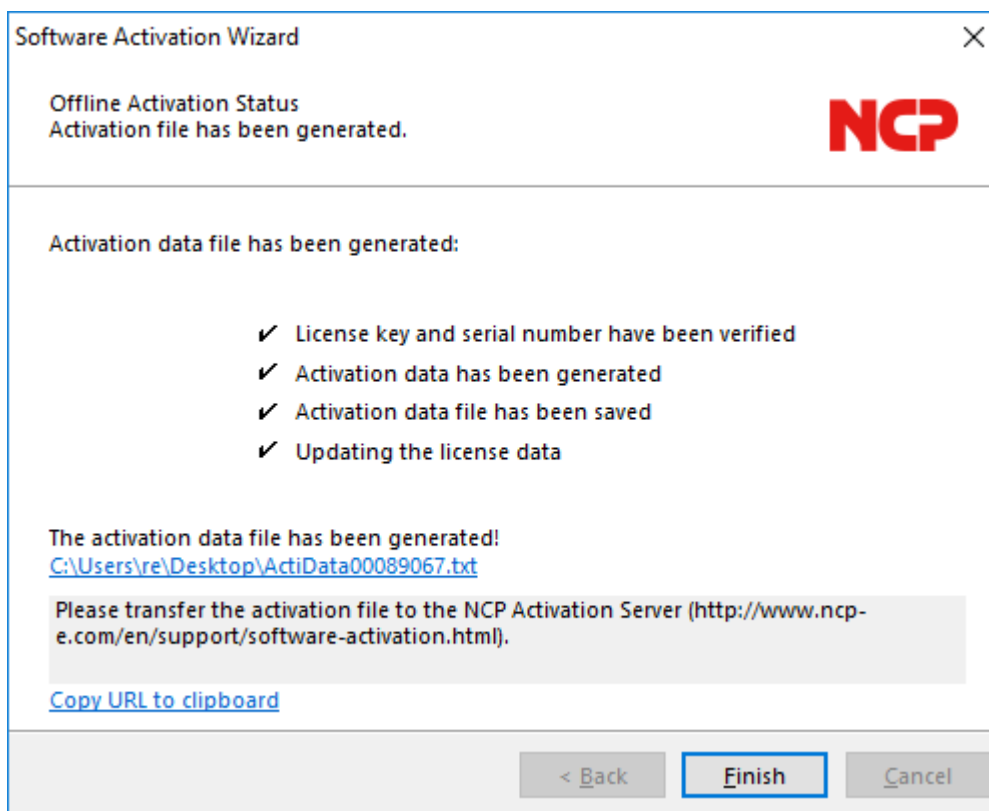 Software Activation Wizard
Offline Activation Status
Activation file has been generated.
NCP
Activation data file has been generated:
✔ License key and serial number have been verified
✔ Activation data has been generated
✔ Activation data file has been saved
✔ Updating the license data
The activation data file has been generated!
C:\Users\re\Desktop\ActiData00089067.txt
Please transfer the activation file to the NCP Activation Server (http://www.ncp-
e.com/en/support/software-activation.html).
Copy URL to clipboard
< Back Finish Cancel